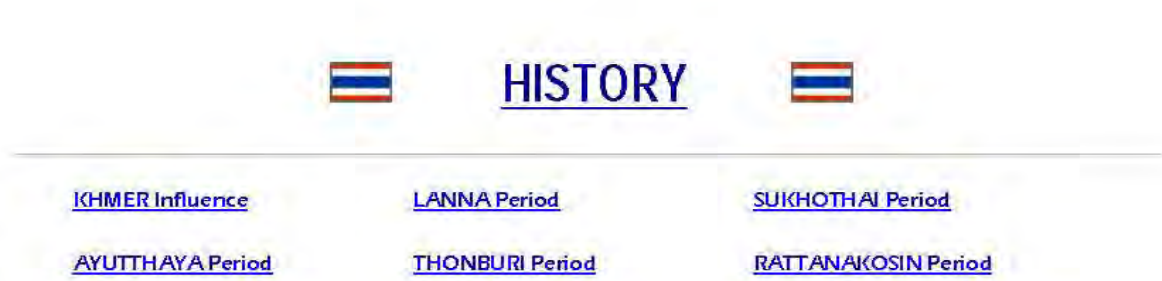 HISTORY
KHMER Influence LANNA Period SUKHOTHAI Period
AYUTTHAYA Period THONBURI Period RATTANAKOSIN Period